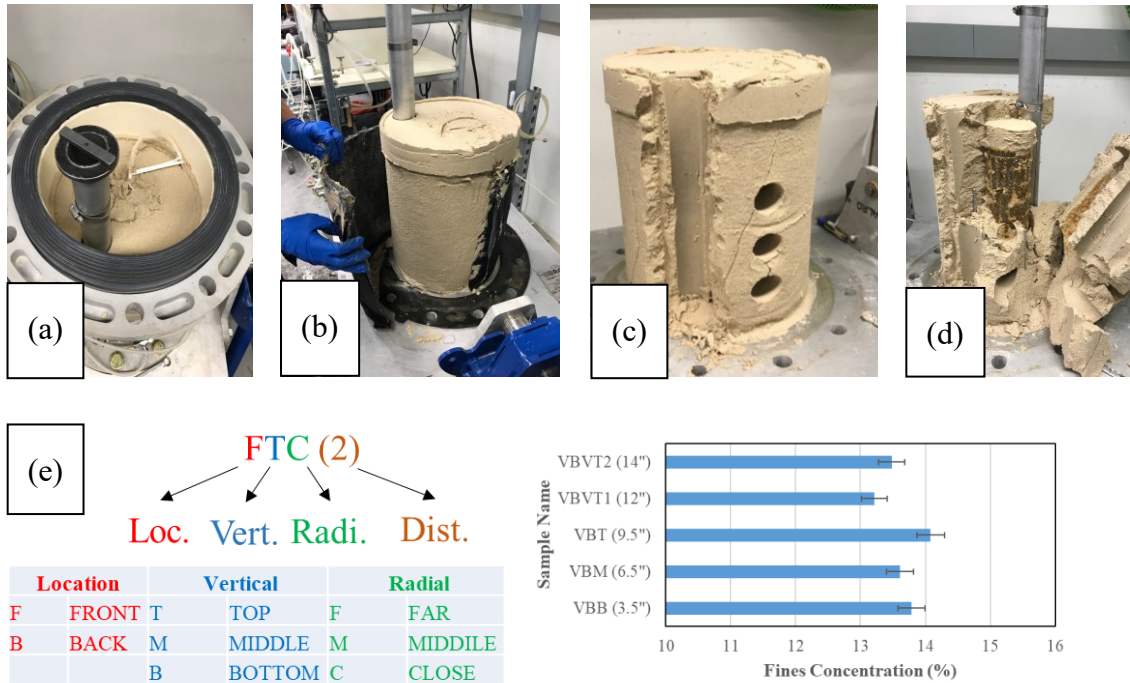 (a)
(b)
(c)
(d)
(e)
FTC (2)
Loc. Vert. Radi. Dist.
Location Vertical Radial
F FRONT T TOP F FAR
B BACK M MIDDLE M MIDDILE
B BOTTOM C CLOSE
Sample Name
VBVT2 (14")
VBVT1 (12")
VBT (9.5")
VBM (6.5")
VBB (3.5")
10 11 12 13 14 15 16
Fines Concentration (%)